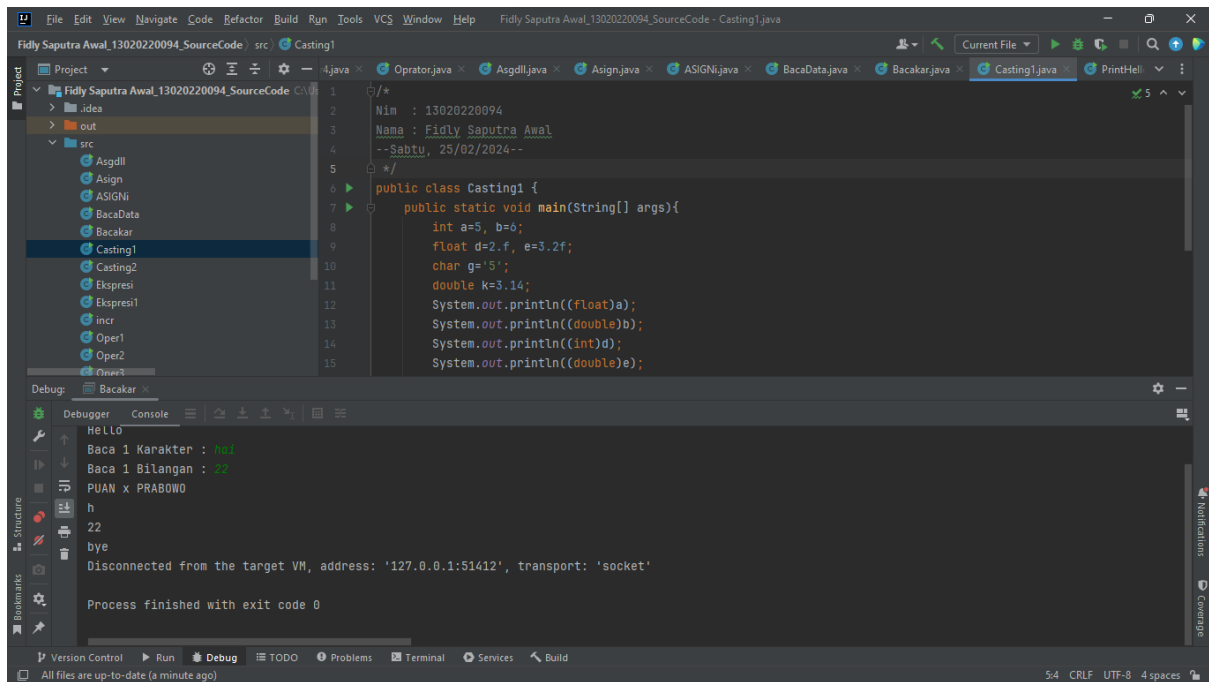 File Edit View Navigate Code Refactor Build Run Tools VCS Window Help Fidly Saputra Awal_13020220094_SourceCode - Casting1.java
Fidly Saputra Awal_13020220094_SourceCode src Casting1
Current File
Project
4.java Oprator.java Asgdll.java Asign.java ASIGNi.java BacaData.java Bacakar.java Casting1.java PrintHell
Project
Fidly Saputra Awal_13020220094_SourceCode
.idea
out
src
Asgdll
Asign
ASIGNi
BacaData
Bacakar
Casting1
Casting2
Ekspresi
Ekspresi1
incr
Oper1
Oper2
Oper3
5
1 /*
2 Nim : 13020220094
3 Nama : Fidly Saputra Awal
4 --Sabtu, 25/02/2024--
5 */
6 public class Casting1 {
7 public static void main(String[] args){
8 int a=5, b=6;
9 float d=2.f, e=3.2f;
10 char g='5';
11 double k=3.14;
12 System.out.println((float)a);
13 System.out.println((double)b);
14 System.out.println((int)d);
15 System.out.println((double)e);
Debug: Bacakar
Debugger Console
Hello
Baca 1 Karakter : hai
Baca 1 Bilangan : 22
PUAN x PRABOWO
h
22
bye
Disconnected from the target VM, address: '127.0.0.1:51412', transport: 'socket'
Process finished with exit code 0
Structure
Bookmarks
Notifications
Coverage
Version Control Run Debug TODO Problems Terminal Services Build
All files are up-to-date (a minute ago)
5:4 CRLF UTF-8 4 spaces